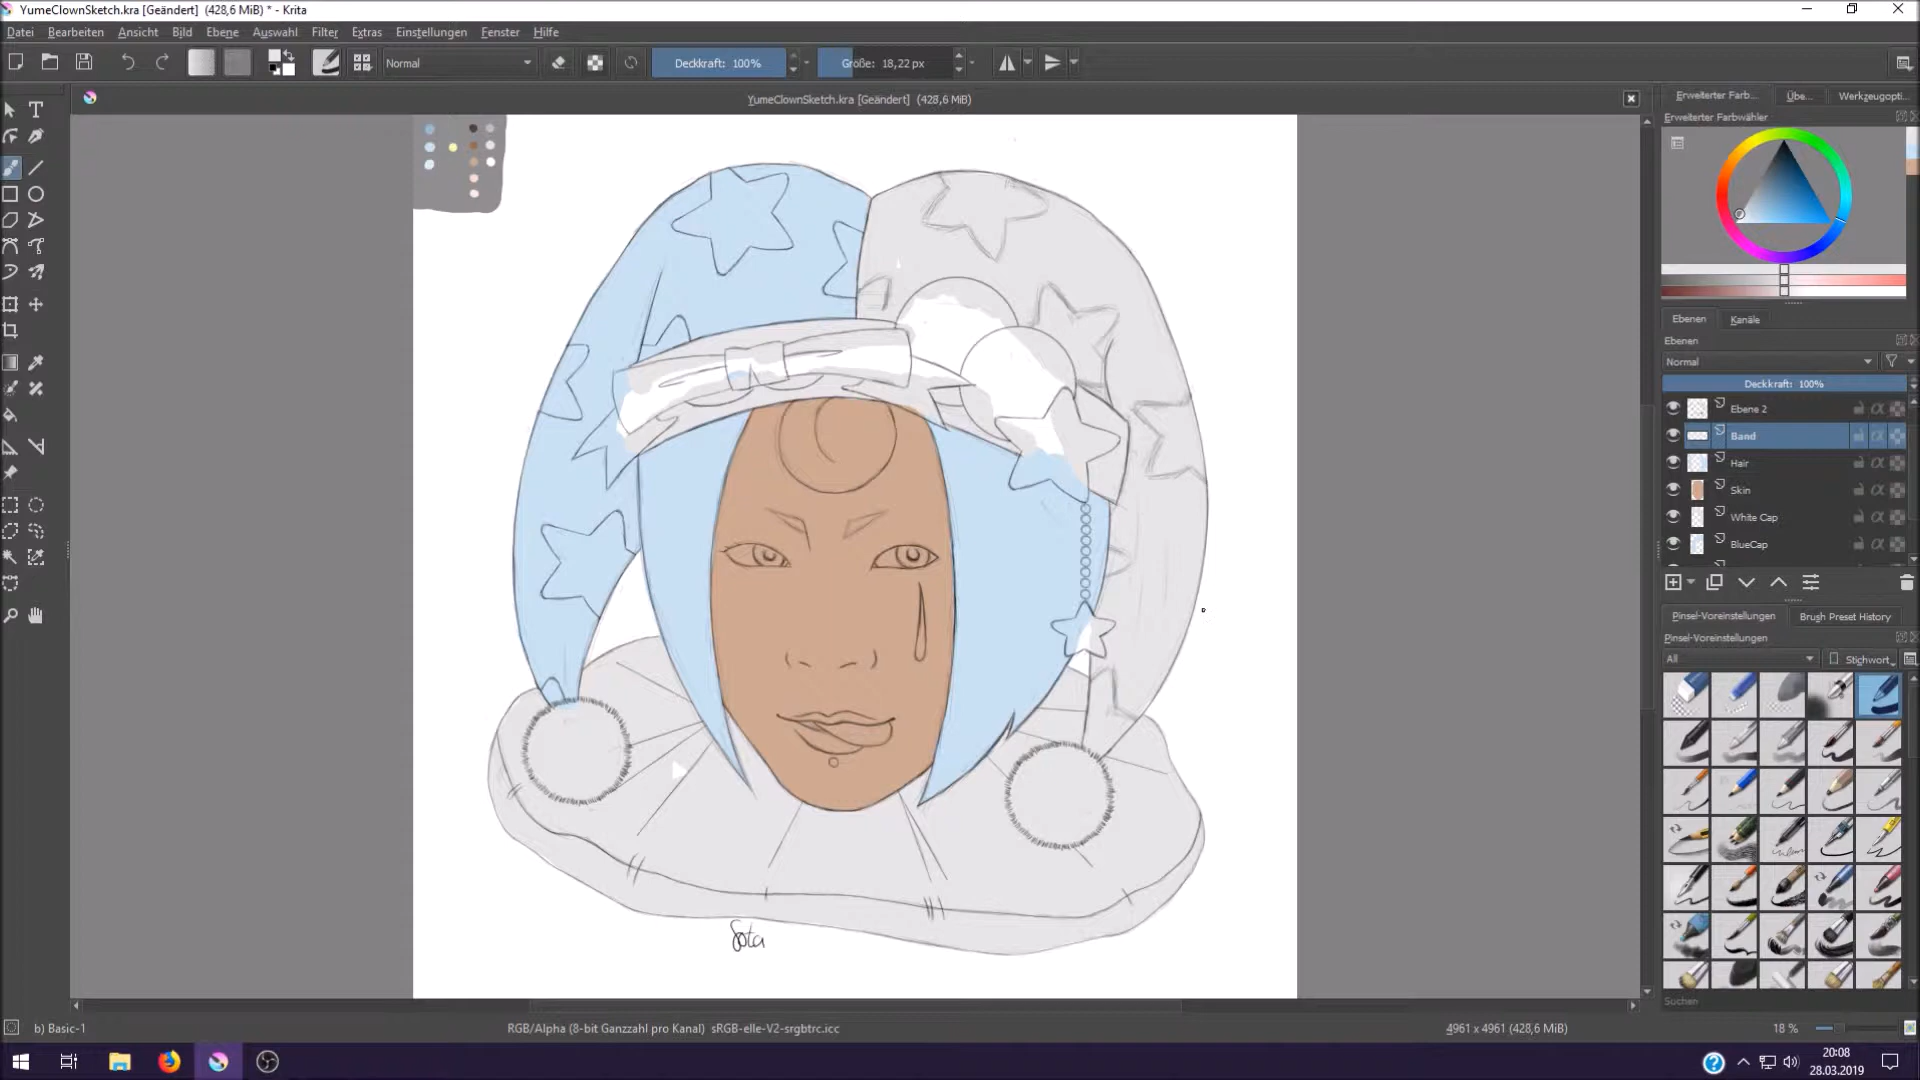 YumeClownSketch.kra [Geändert] (428,6 MiB) * - Krita
Datei Bearbeiten Ansicht Bild Ebene Auswahl Filter Extras Einstellungen Fenster Hilfe
Normal Deckkraft: 100% Größe: 18,22 px
YumeClownSketch.kra [Geändert] (428,6 MiB)
Erweiterter Farb... Übe... Werkzeugopti...
Erweiterter Farbwähler
Ebenen Kanäle
Ebenen
Normal
Deckkraft: 100%
Ebene 2
Band
Hair
Skin
White Cap
BlueCap
Pinsel-Voreinstellungen Brush Preset History
Pinsel-Voreinstellungen
All Stichwort
Suchen
Sota
b) Basic-1 RGB/Alpha (8-bit Ganzzahl pro Kanal) sRGB-elle-V2-srgbtrc.icc 4961 x 4961 (428,6 MiB) 18 %
20:08
28.03.2019